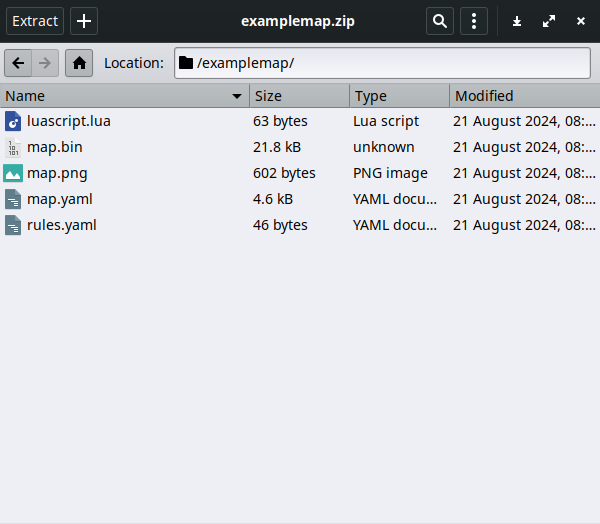 Extract examplemap.zip
Location: /examplemap/
Name Size Type Modified
luascript.lua 63 bytes Lua script 21 August 2024, 08:...
map.bin 21.8 kB unknown 21 August 2024, 08:...
map.png 602 bytes PNG image 21 August 2024, 08:...
map.yaml 4.6 kB YAML docu... 21 August 2024, 08:...
rules.yaml 46 bytes YAML docu... 21 August 2024, 08:...